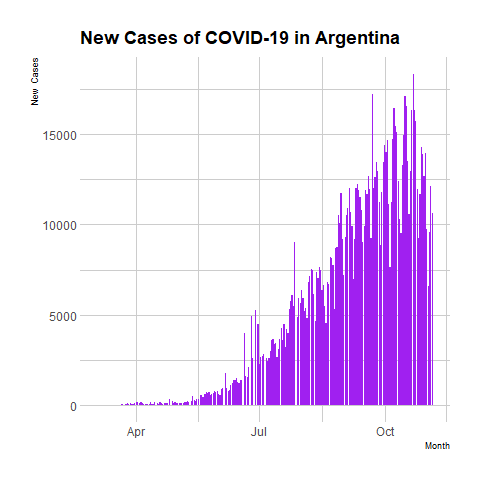 New Cases of COVID-19 in Argentina
New Cases
15000
10000
5000
0
Apr
Jul
Oct
Month